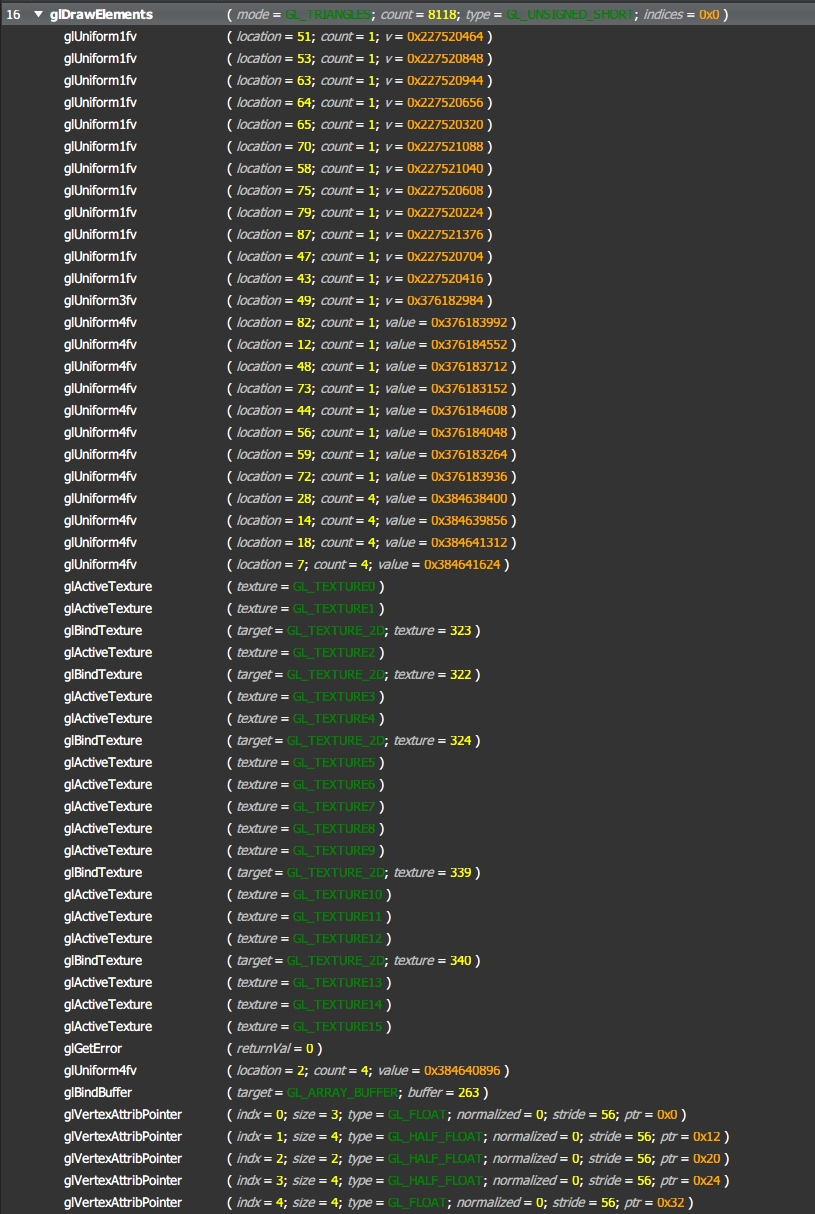 16 ▼ glDrawElements ( mode = GL_TRIANGLES; count = 8118; type = GL_UNSIGNED_SHORT; indices = 0x0 )
glUniform1fv ( location = 51; count = 1; v = 0x227520464 )
glUniform1fv ( location = 53; count = 1; v = 0x227520848 )
glUniform1fv ( location = 63; count = 1; v = 0x227520944 )
glUniform1fv ( location = 64; count = 1; v = 0x227520656 )
glUniform1fv ( location = 65; count = 1; v = 0x227520320 )
glUniform1fv ( location = 70; count = 1; v = 0x227521088 )
glUniform1fv ( location = 58; count = 1; v = 0x227521040 )
glUniform1fv ( location = 75; count = 1; v = 0x227520608 )
glUniform1fv ( location = 79; count = 1; v = 0x227520224 )
glUniform1fv ( location = 87; count = 1; v = 0x227521376 )
glUniform1fv ( location = 47; count = 1; v = 0x227520704 )
glUniform1fv ( location = 43; count = 1; v = 0x227520416 )
glUniform3fv ( location = 49; count = 1; v = 0x376182984 )
glUniform4fv ( location = 82; count = 1; value = 0x376183992 )
glUniform4fv ( location = 12; count = 1; value = 0x376184552 )
glUniform4fv ( location = 48; count = 1; value = 0x376183712 )
glUniform4fv ( location = 73; count = 1; value = 0x376183152 )
glUniform4fv ( location = 44; count = 1; value = 0x376184608 )
glUniform4fv ( location = 56; count = 1; value = 0x376184048 )
glUniform4fv ( location = 59; count = 1; value = 0x376183264 )
glUniform4fv ( location = 72; count = 1; value = 0x376183936 )
glUniform4fv ( location = 28; count = 4; value = 0x384638400 )
glUniform4fv ( location = 14; count = 4; value = 0x384639856 )
glUniform4fv ( location = 18; count = 4; value = 0x384641312 )
glUniform4fv ( location = 7; count = 4; value = 0x384641624 )
glActiveTexture ( texture = GL_TEXTURE0 )
glActiveTexture ( texture = GL_TEXTURE1 )
glBindTexture ( target = GL_TEXTURE_2D; texture = 323 )
glActiveTexture ( texture = GL_TEXTURE2 )
glBindTexture ( target = GL_TEXTURE_2D; texture = 322 )
glActiveTexture ( texture = GL_TEXTURE3 )
glActiveTexture ( texture = GL_TEXTURE4 )
glBindTexture ( target = GL_TEXTURE_2D; texture = 324 )
glActiveTexture ( texture = GL_TEXTURE5 )
glActiveTexture ( texture = GL_TEXTURE6 )
glActiveTexture ( texture = GL_TEXTURE7 )
glActiveTexture ( texture = GL_TEXTURE8 )
glActiveTexture ( texture = GL_TEXTURE9 )
glBindTexture ( target = GL_TEXTURE_2D; texture = 339 )
glActiveTexture ( texture = GL_TEXTURE10 )
glActiveTexture ( texture = GL_TEXTURE11 )
glActiveTexture ( texture = GL_TEXTURE12 )
glBindTexture ( target = GL_TEXTURE_2D; texture = 340 )
glActiveTexture ( texture = GL_TEXTURE13 )
glActiveTexture ( texture = GL_TEXTURE14 )
glActiveTexture ( texture = GL_TEXTURE15 )
glGetError ( returnVal = 0 )
glUniform4fv ( location = 2; count = 4; value = 0x384640896 )
glBindBuffer ( target = GL_ARRAY_BUFFER; buffer = 263 )
glVertexAttribPointer ( indx = 0; size = 3; type = GL_FLOAT; normalized = 0; stride = 56; ptr = 0x0 )
glVertexAttribPointer ( indx = 1; size = 4; type = GL_HALF_FLOAT; normalized = 0; stride = 56; ptr = 0x12 )
glVertexAttribPointer ( indx = 2; size = 2; type = GL_HALF_FLOAT; normalized = 0; stride = 56; ptr = 0x20 )
glVertexAttribPointer ( indx = 3; size = 4; type = GL_HALF_FLOAT; normalized = 0; stride = 56; ptr = 0x24 )
glVertexAttribPointer ( indx = 4; size = 4; type = GL_FLOAT; normalized = 0; stride = 56; ptr = 0x32 )